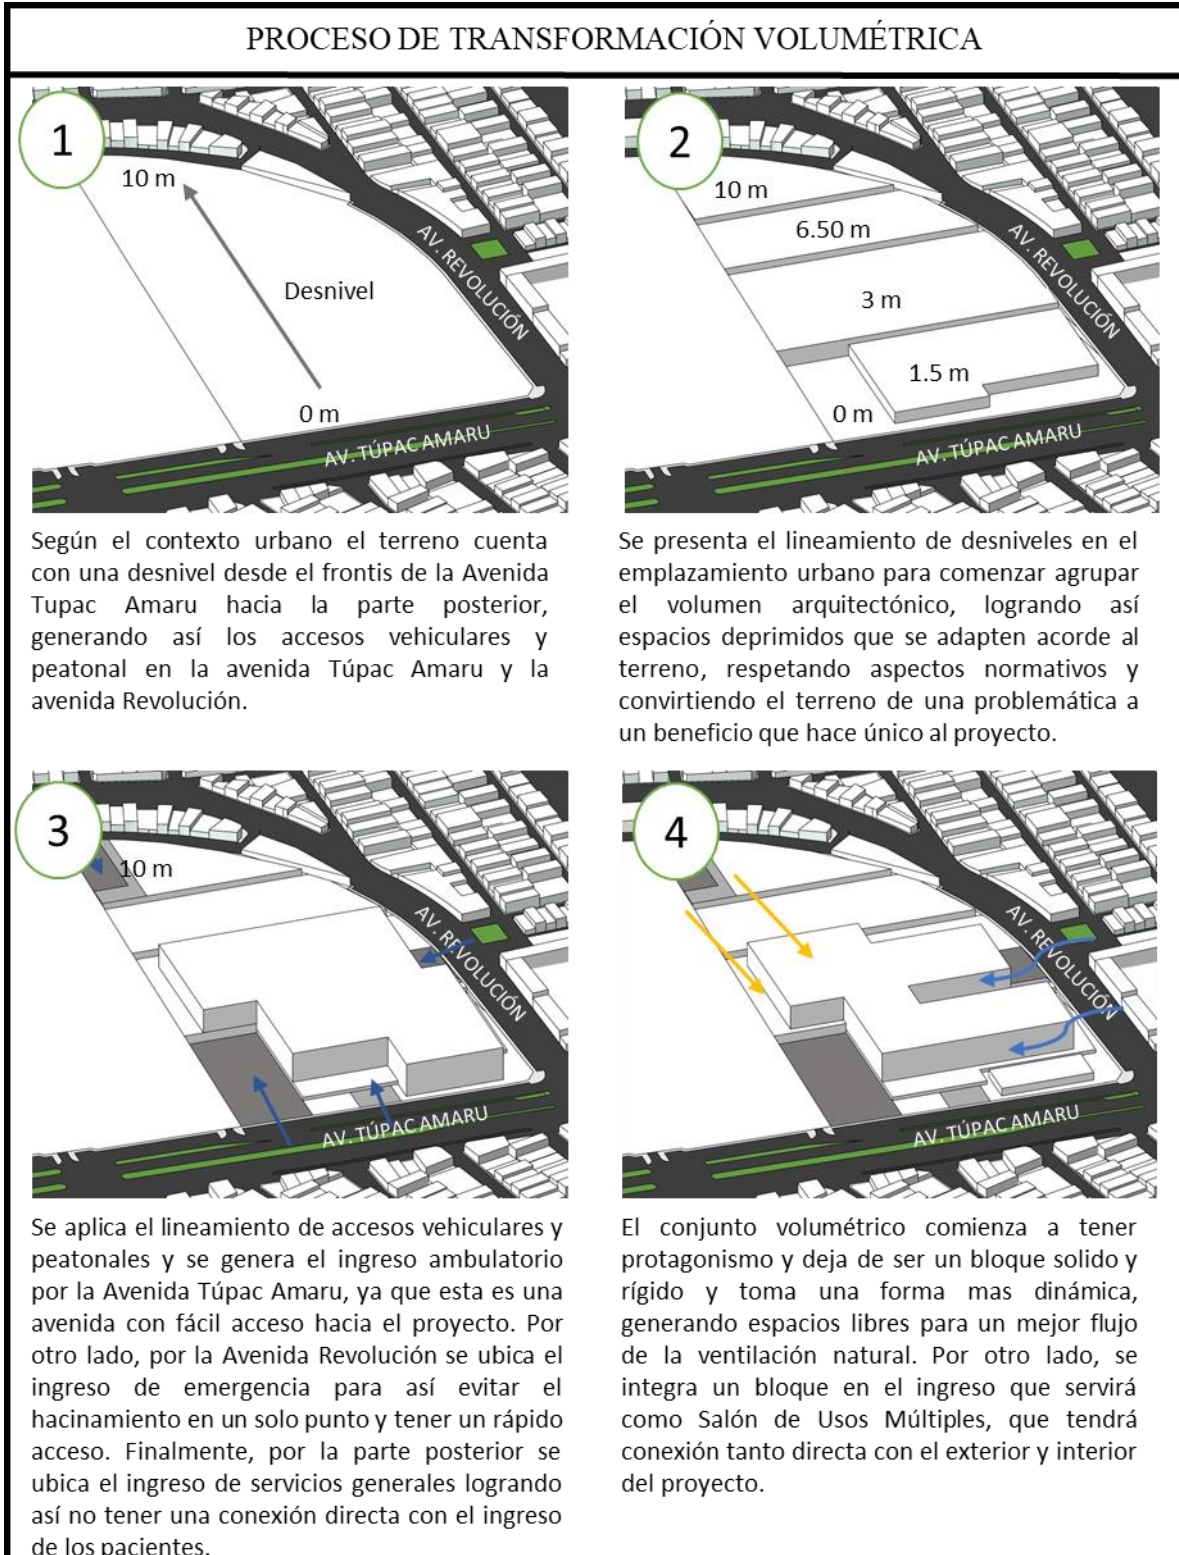 PROCESO DE TRANSFORMACIÓN VOLUMÉTRICA
1
10 m
Desnivel
0 m
AV. REVOLUCIÓN
AV. TÚPAC AMARU
Según el contexto urbano el terreno cuenta
con una desnivel desde el frontis de la Avenida
Tupac Amaru hacia la parte posterior,
generando así los accesos vehiculares y
peatonal en la avenida Túpac Amaru y la
avenida Revolución.
2
10 m
6.50 m
3 m
1.5 m
0 m
AV. REVOLUCIÓN
AV. TÚPAC AMARU
Se presenta el lineamiento de desniveles en el
emplazamiento urbano para comenzar agrupar
el volumen arquitectónico, logrando así
espacios deprimidos que se adapten acorde al
terreno, respetando aspectos normativos y
convirtiendo el terreno de una problemática a
un beneficio que hace único al proyecto.
3
10 m
AV. REVOLUCIÓN
AV. TÚPAC AMARU
Se aplica el lineamiento de accesos vehiculares y
peatonales y se genera el ingreso ambulatorio
por la Avenida Túpac Amaru, ya que esta es una
avenida con fácil acceso hacia el proyecto. Por
otro lado, por la Avenida Revolución se ubica el
ingreso de emergencia para así evitar el
hacinamiento en un solo punto y tener un rápido
acceso. Finalmente, por la parte posterior se
ubica el ingreso de servicios generales logrando
así no tener una conexión directa con el ingreso
de los pacientes.
4
AV. REVOLUCIÓN
AV. TÚPAC AMARU
El conjunto volumétrico comienza a tener
protagonismo y deja de ser un bloque solido y
rígido y toma una forma mas dinámica,
generando espacios libres para un mejor flujo
de la ventilación natural. Por otro lado, se
integra un bloque en el ingreso que servirá
como Salón de Usos Múltiples, que tendrá
conexión tanto directa con el exterior y interior
del proyecto.